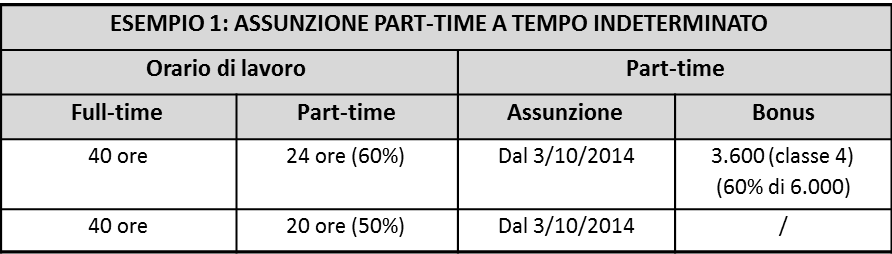 ESEMPIO 1: ASSUNZIONE PART-TIME A TEMPO INDETERMINATO
Orario di lavoro Part-time
Full-time Part-time Assunzione Bonus
40 ore 24 ore (60%) Dal 3/10/2014 3.600 (classe 4)
(60% di 6.000)
40 ore 20 ore (50%) Dal 3/10/2014 /